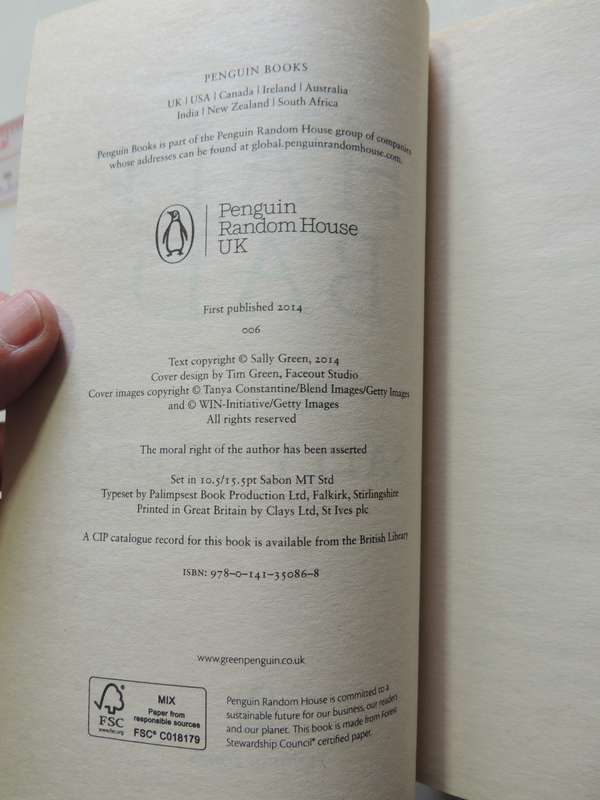 PENGUIN BOOKS
UK | USA | Canada | Ireland | Australia
India | New Zealand | South Africa
Penguin Books is part of the Penguin Random House group of companies
whose addresses can be found at global.penguinrandomhouse.com.
Penguin
Random House
UK
First published 2014
006
Text copyright © Sally Green, 2014
Cover design by Tim Green, Faceout Studio
Cover images copyright © Tanya Constantine/Blend Images/Getty Images
and © WIN-Initiative/Getty Images
All rights reserved
The moral right of the author has been asserted
Set in 10.5/15.5pt Sabon MT Std
Typeset by Palimpsest Book Production Ltd, Falkirk, Stirlingshire
Printed in Great Britain by Clays Ltd, St Ives plc
A CIP catalogue record for this book is available from the British Library
ISBN: 978-0-141-35086-8
www.greenpenguin.co.uk
FSC
www.fsc.org
MIX
Paper from
responsible sources
FSC® C018179
Penguin Random House is committed to a
sustainable future for our business, our readers
and our planet. This book is made from Forest
Stewardship Council® certified paper.